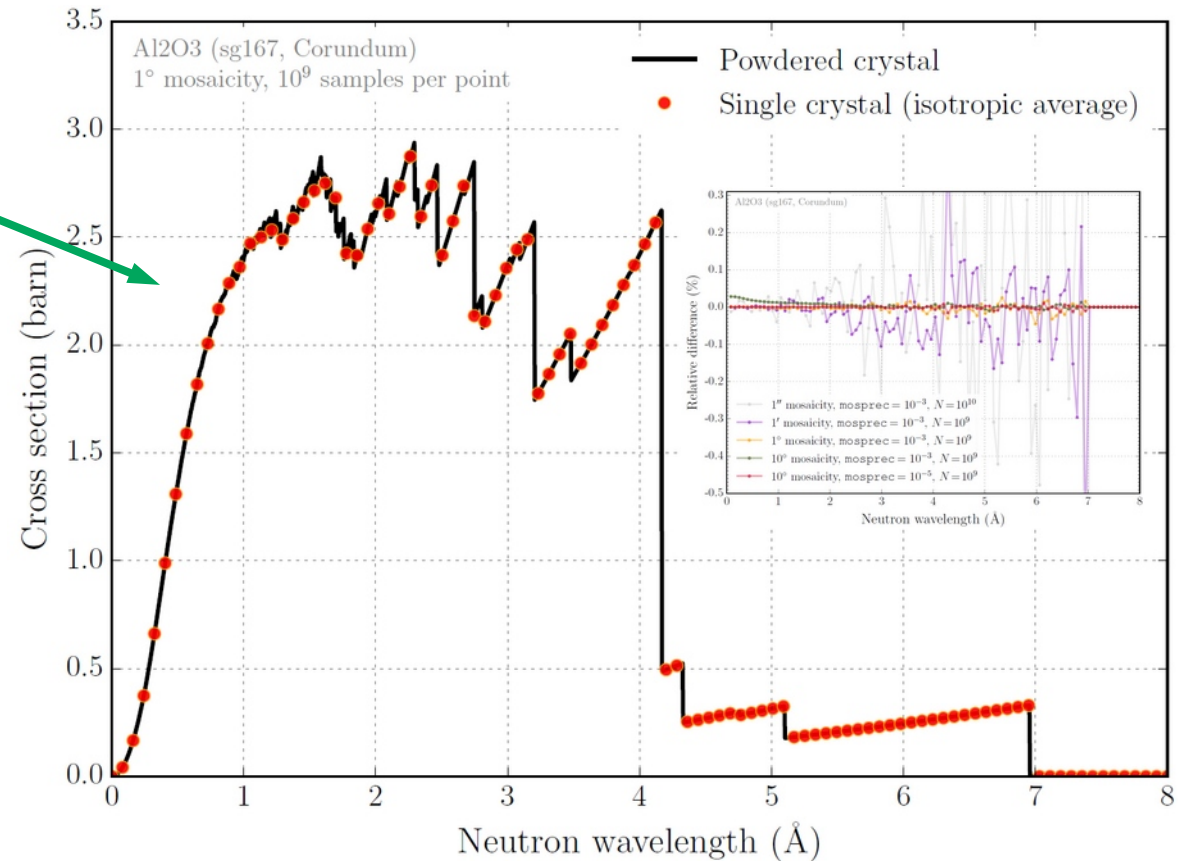 Al2O3 (sg167, Corundum)
1° mosaicity, 10⁹ samples per point
Powdered crystal
Single crystal (isotropic average)
Cross section (barn)
3.5
3.0
2.5
2.0
1.5
1.0
0.5
0.0
0 1 2 3 4 5 6 7 8
Neutron wavelength (Å)
Al2O3 (sg167, Corundum)
Relative difference (%)
0.3
0.2
0.1
0.0
-0.1
-0.2
-0.3
-0.4
-0.5
1″ mosaicity, mosprec = 10⁻³, N = 10¹⁰
1′ mosaicity, mosprec = 10⁻³, N = 10⁹
1° mosaicity, mosprec = 10⁻³, N = 10⁹
10° mosaicity, mosprec = 10⁻³, N = 10⁹
10° mosaicity, mosprec = 10⁻⁵, N = 10⁹
0 1 2 3 4 5 6 7 8
Neutron wavelength (Å)